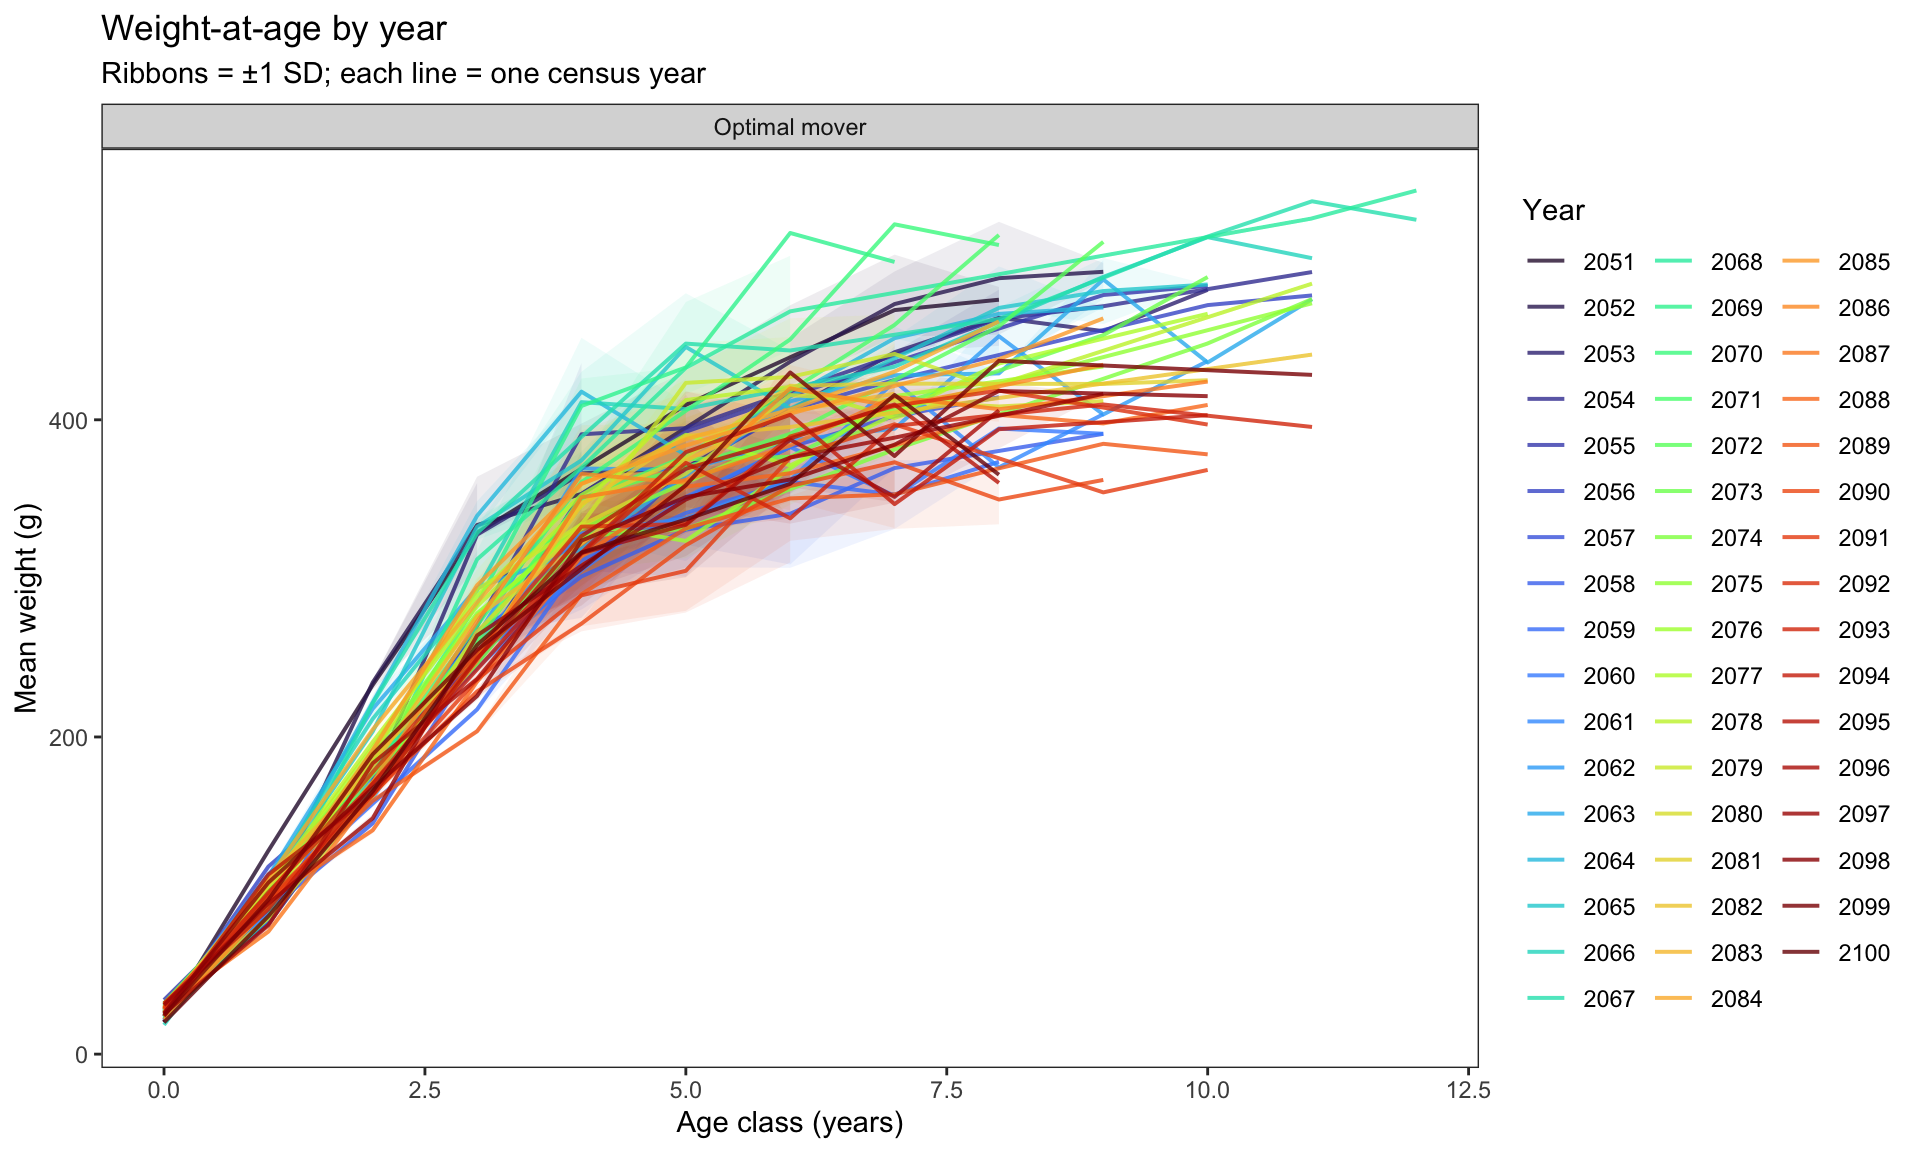 Weight-at-age by year
Ribbons = ±1 SD; each line = one census year
Optimal mover
Mean weight (g)
400
200
0
0.0 2.5 5.0 7.5 10.0 12.5
Age class (years)
Year
2051 2068 2085
2052 2069 2086
2053 2070 2087
2054 2071 2088
2055 2072 2089
2056 2073 2090
2057 2074 2091
2058 2075 2092
2059 2076 2093
2060 2077 2094
2061 2078 2095
2062 2079 2096
2063 2080 2097
2064 2081 2098
2065 2082 2099
2066 2083 2100
2067 2084